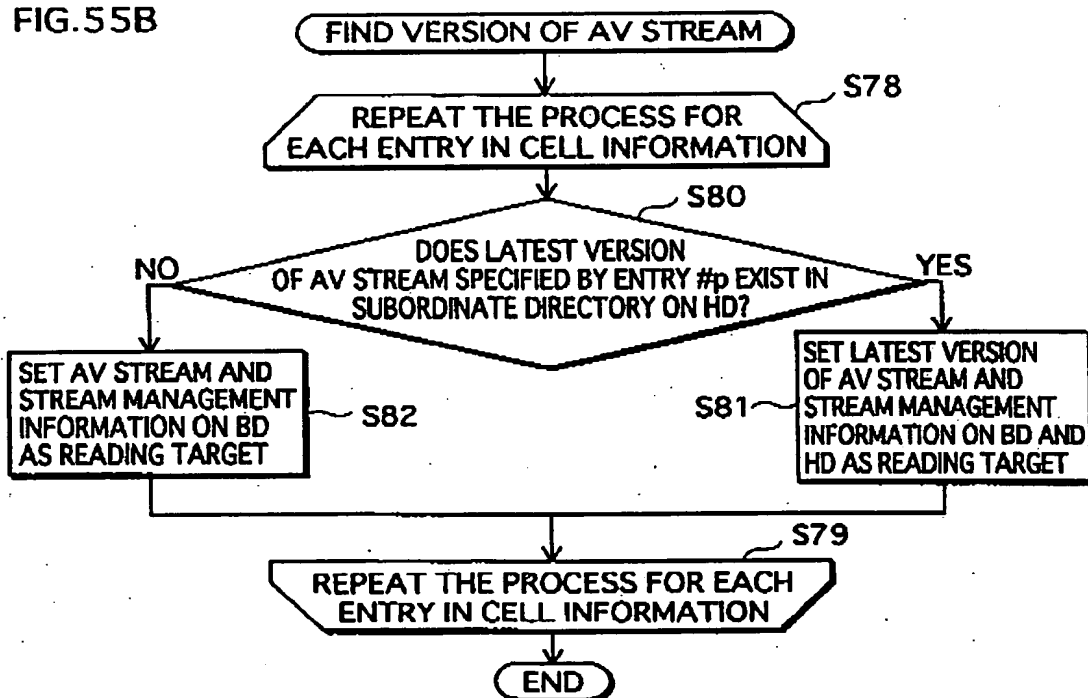 FIG.55B
FIND VERSION OF AV STREAM
S78
REPEAT THE PROCESS FOR
EACH ENTRY IN CELL INFORMATION
S80
DOES LATEST VERSION
OF AV STREAM SPECIFIED BY ENTRY #p EXIST IN
SUBORDINATE DIRECTORY ON HD?
NO
YES
SET AV STREAM AND
STREAM MANAGEMENT
INFORMATION ON BD
AS READING TARGET
S82
S81
SET LATEST VERSION
OF AV STREAM AND
STREAM MANAGEMENT
INFORMATION ON BD AND
HD AS READING TARGET
S79
REPEAT THE PROCESS FOR EACH
ENTRY IN CELL INFORMATION
END